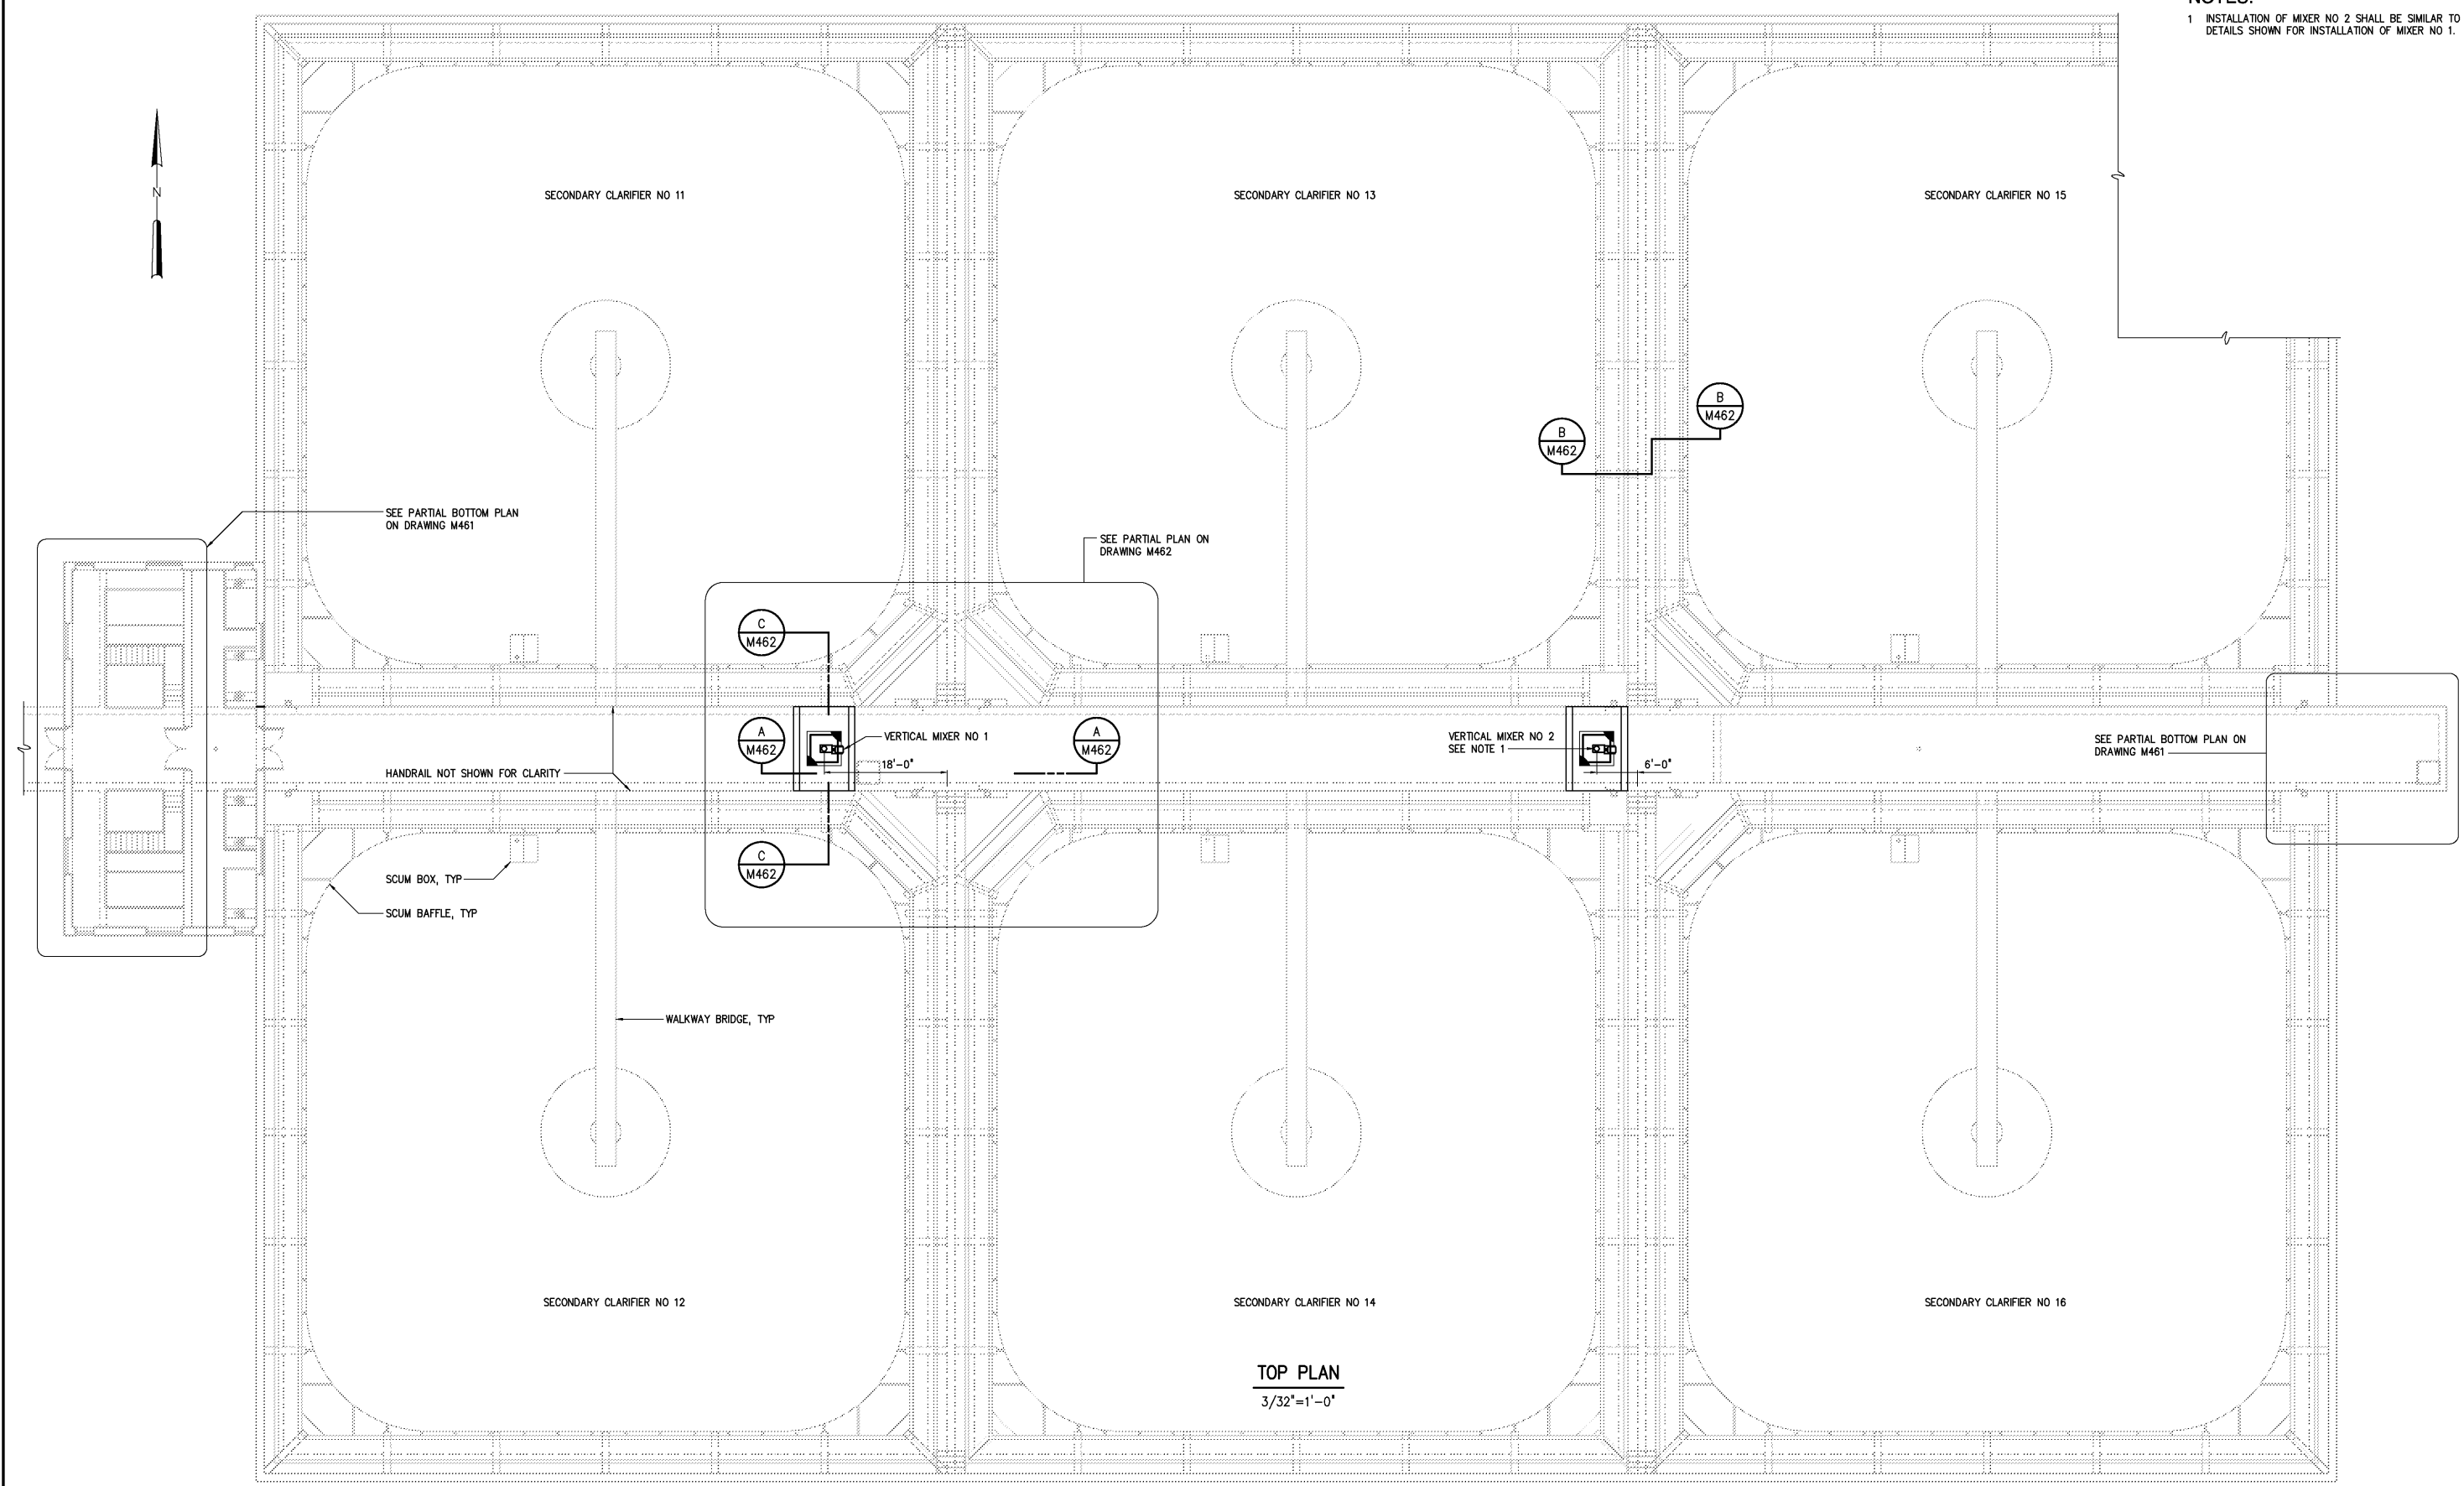 NOTES:
1 INSTALLATION OF MIXER NO 2 SHALL BE SIMILAR TO
DETAILS SHOWN FOR INSTALLATION OF MIXER NO 1.
N
SECONDARY CLARIFIER NO 11
SECONDARY CLARIFIER NO 13
SECONDARY CLARIFIER NO 15
B
M462
B
M462
SEE PARTIAL BOTTOM PLAN
ON DRAWING M461
SEE PARTIAL PLAN ON
DRAWING M462
C
M462
A
M462
VERTICAL MIXER NO 1
A
M462
VERTICAL MIXER NO 2
SEE NOTE 1
SEE PARTIAL BOTTOM PLAN ON
DRAWING M461
HANDRAIL NOT SHOWN FOR CLARITY
18'-0"
6'-0"
C
M462
SCUM BOX, TYP
SCUM BAFFLE, TYP
WALKWAY BRIDGE, TYP
SECONDARY CLARIFIER NO 12
SECONDARY CLARIFIER NO 14
SECONDARY CLARIFIER NO 16
TOP PLAN
3/32"=1'-0"